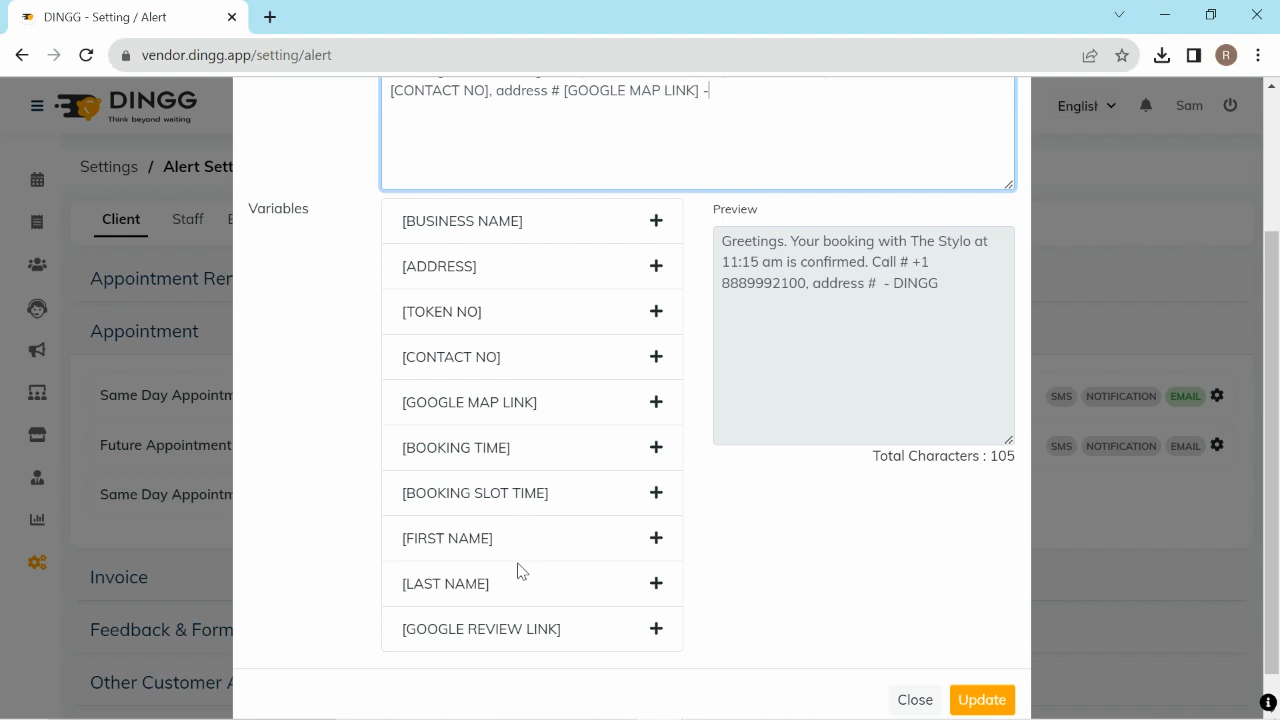 DINGG - Setting / Alert
vendor.dingg.app/setting/alert
R
[CONTACT NO], address # [GOOGLE MAP LINK] -
DINGG
Think beyond waiting
English
Sam
Settings / Alert Sett
Client
Staff
Variables
[BUSINESS NAME]
[ADDRESS]
[TOKEN NO]
[CONTACT NO]
[GOOGLE MAP LINK]
[BOOKING TIME]
[BOOKING SLOT TIME]
[FIRST NAME]
[LAST NAME]
[GOOGLE REVIEW LINK]
Preview
Greetings. Your booking with The Stylo at
11:15 am is confirmed. Call # +1
8889992100, address #  - DINGG
Total Characters : 105
Appointment Ren
Appointment
Same Day Appointm
SMS NOTIFICATION EMAIL
Future Appointment
SMS NOTIFICATION EMAIL
Same Day Appointm
Invoice
Feedback & Form
Other Customer A
Close
Update